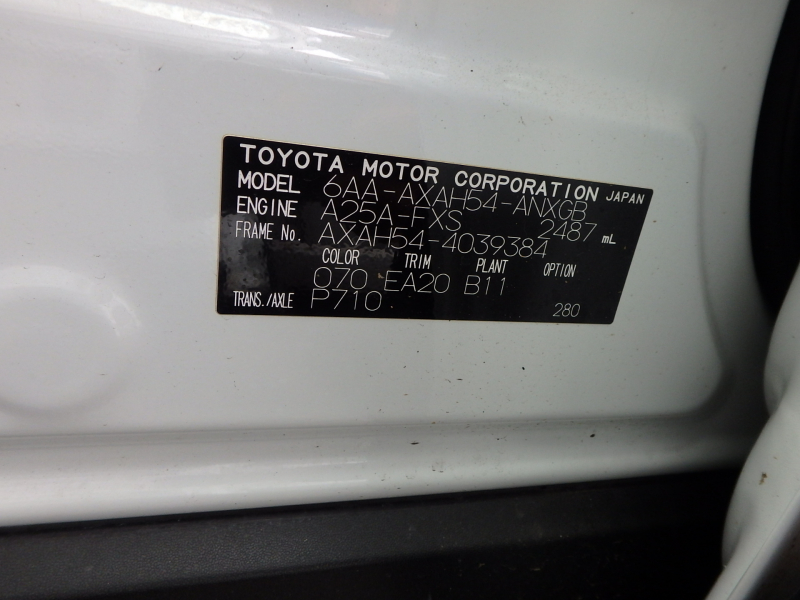 TOYOTA MOTOR CORPORATION JAPAN
MODEL 6AA-AXAH54-ANXGB
ENGINE A25A-FXS 2487 mL
FRAME No. AXAH54-4039384
COLOR TRIM PLANT OPTION
070 EA20 B11
TRANS./AXLE P710 280